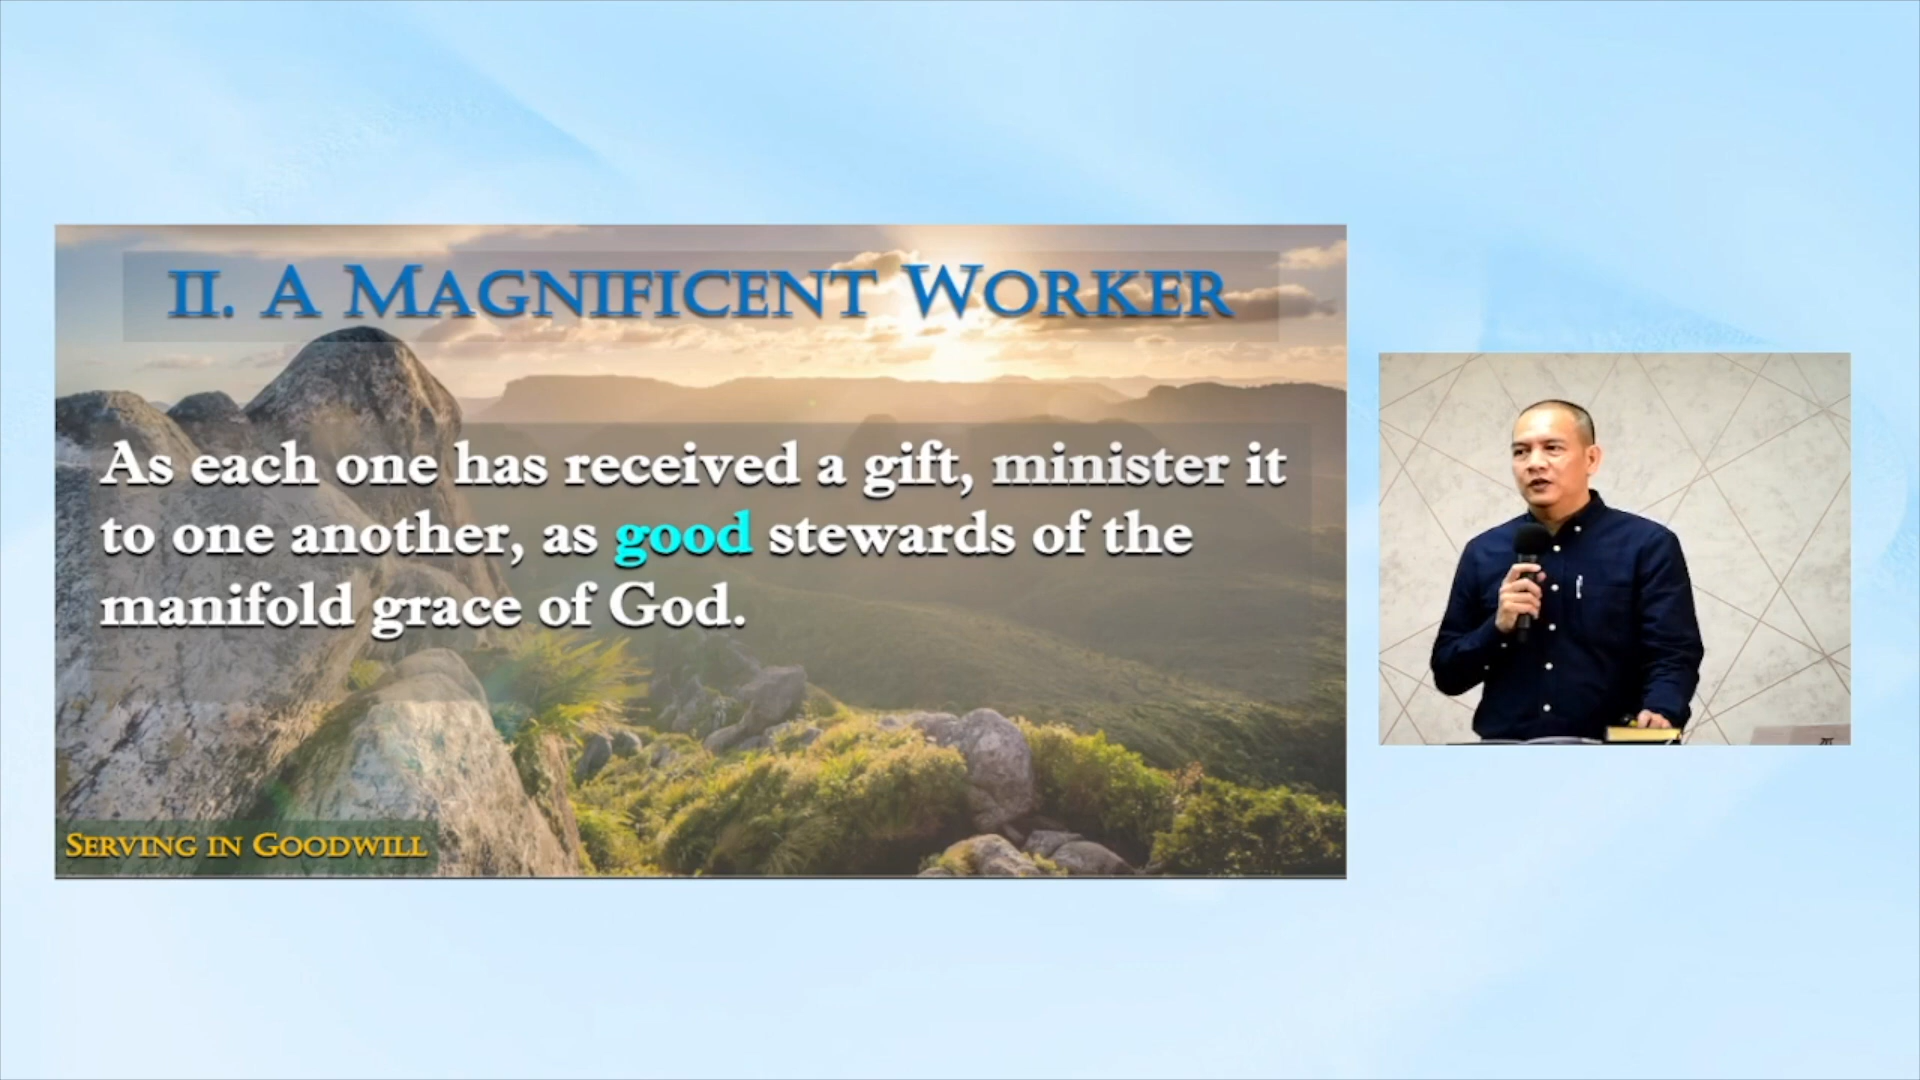 II. A MAGNIFICENT WORKER
As each one has received a gift, minister it
to one another, as good stewards of the
manifold grace of God.
SERVING IN GOODWILL